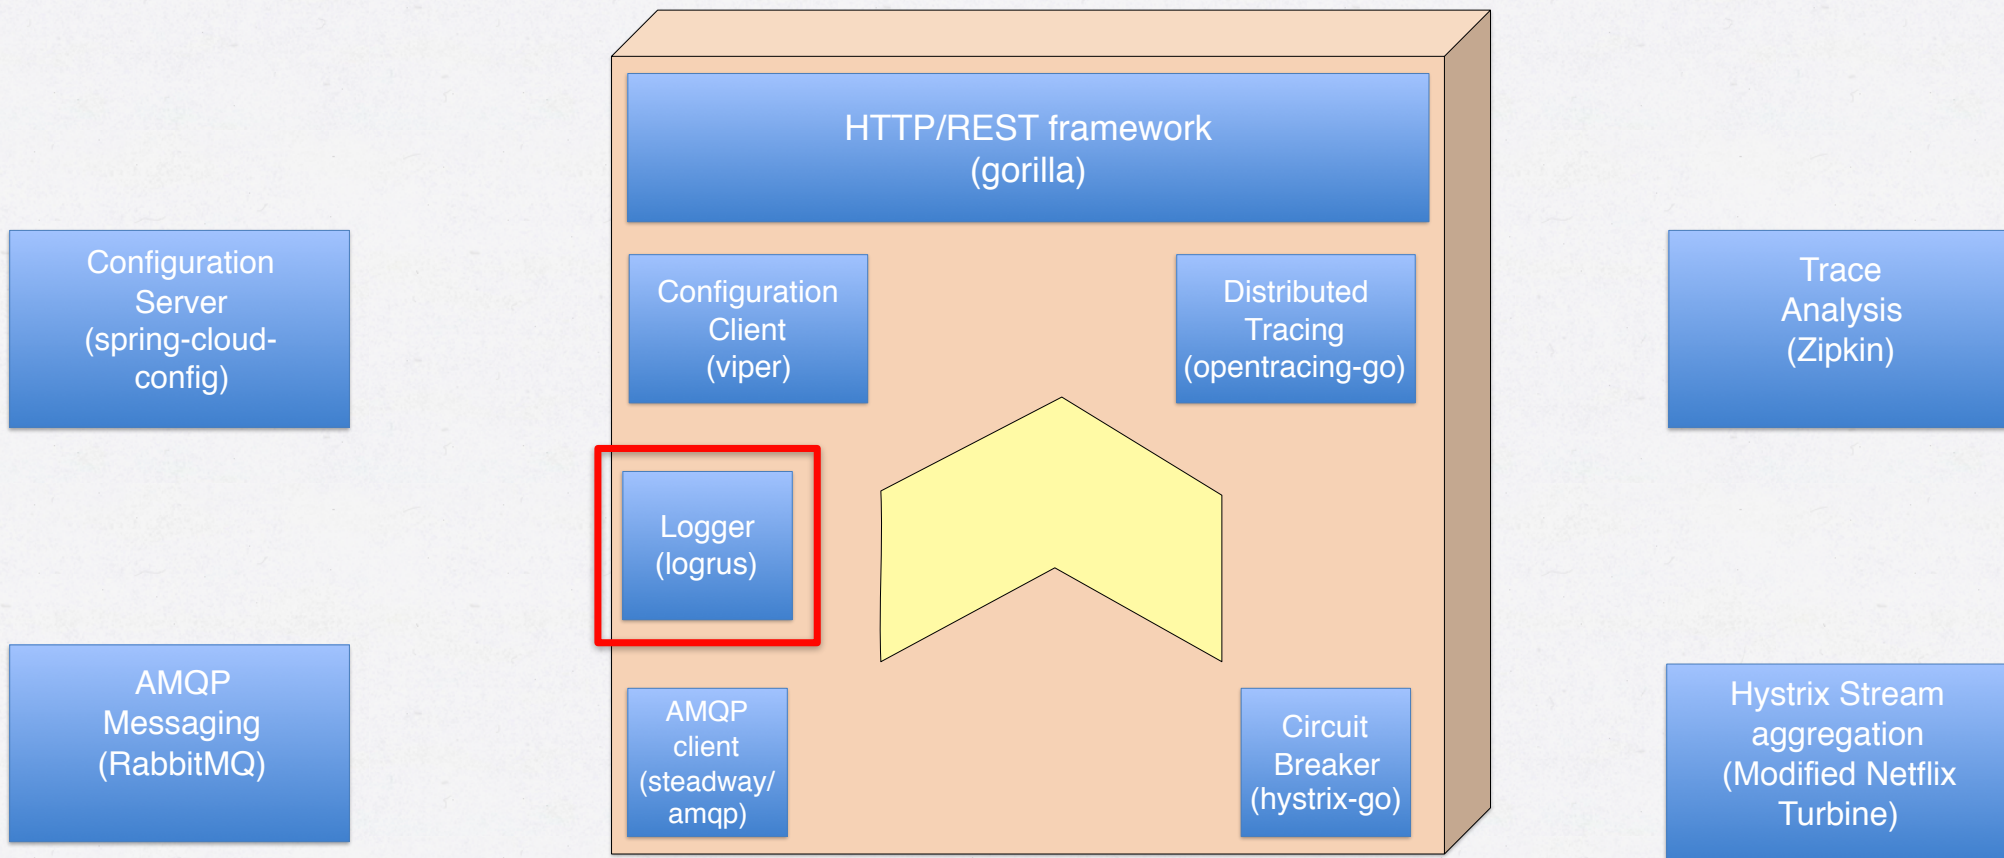 HTTP/REST framework
(gorilla)
Configuration
Server
(spring-cloud-
config)
Configuration
Client
(viper)
Distributed
Tracing
(opentracing-go)
Trace
Analysis
(Zipkin)
Logger
(logrus)
AMQP
Messaging
(RabbitMQ)
AMQP
client
(steadway/
amqp)
Circuit
Breaker
(hystrix-go)
Hystrix Stream
aggregation
(Modified Netflix
Turbine)